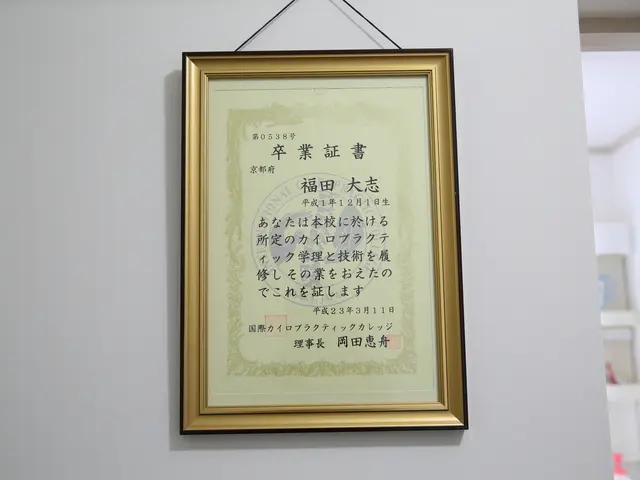 第０５３８号
卒業証書
京都府
福田 大志
平成１年１２月１日生
あなたは本校に於ける
所定のカイロプラクテ
ィック学理と技術を履
修しその業をおえたの
でこれを証します
平成２３年３月１１日
国際カイロプラクティックカレッジ
理事長 岡田恵舟